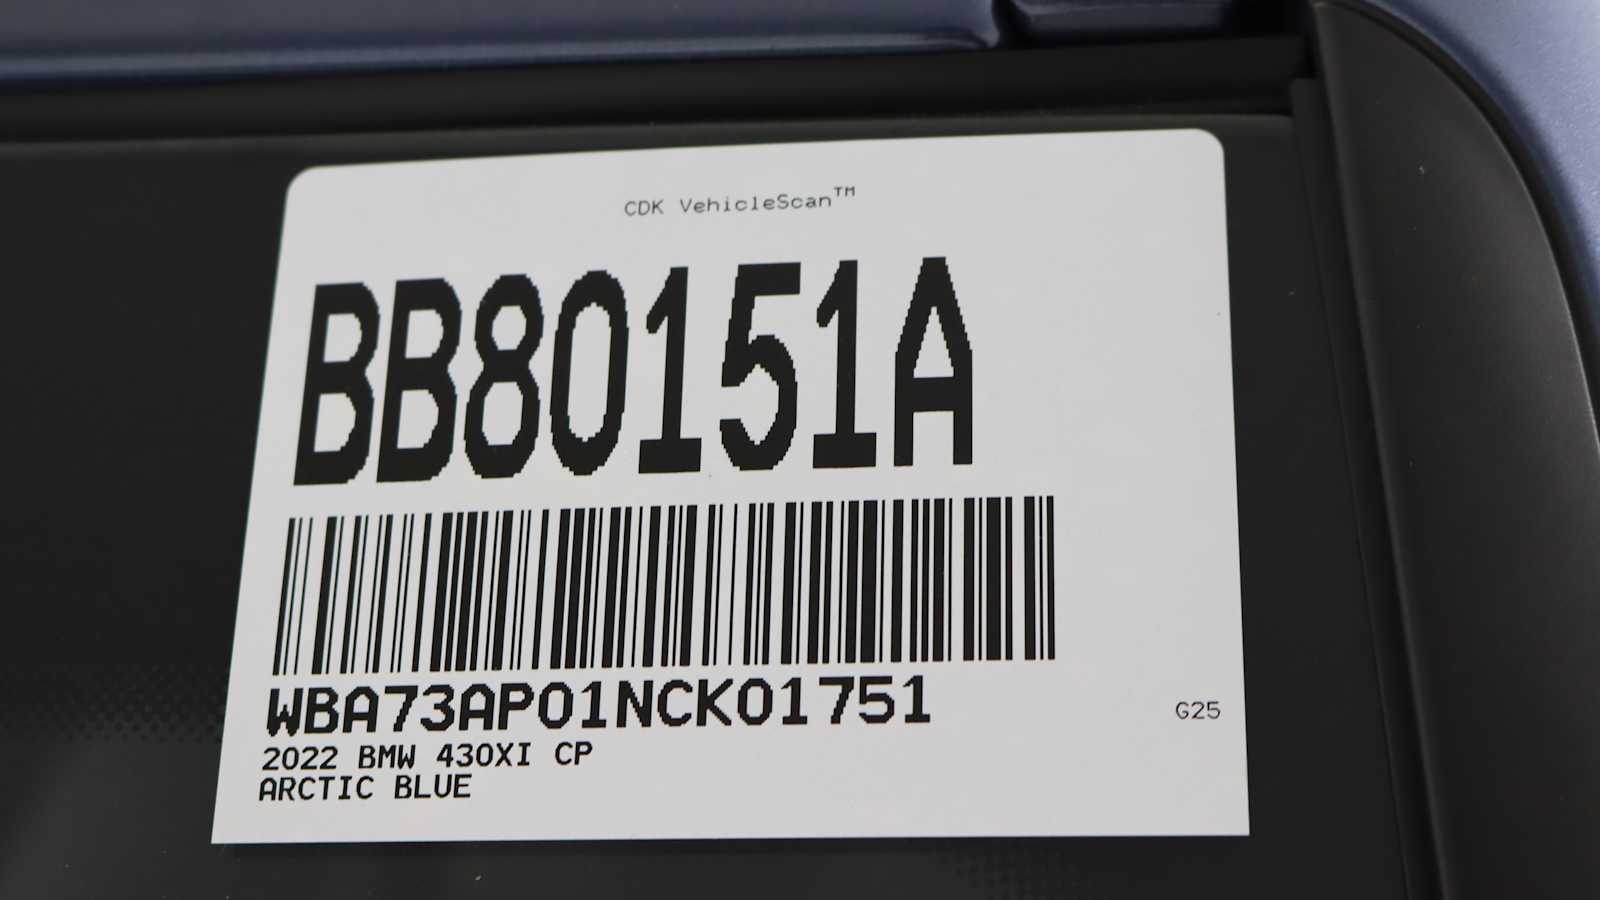 CDK VehicleScan™
BB80151A
WBA73AP01NCK01751
G25
2022 BMW 430XI CP
ARCTIC BLUE